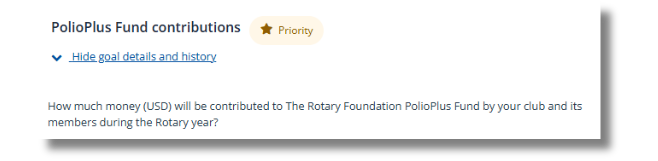 PolioPlus Fund contributions Priority
Hide goal details and history
How much money (USD) will be contributed to The Rotary Foundation PolioPlus Fund by your club and its
members during the Rotary year?